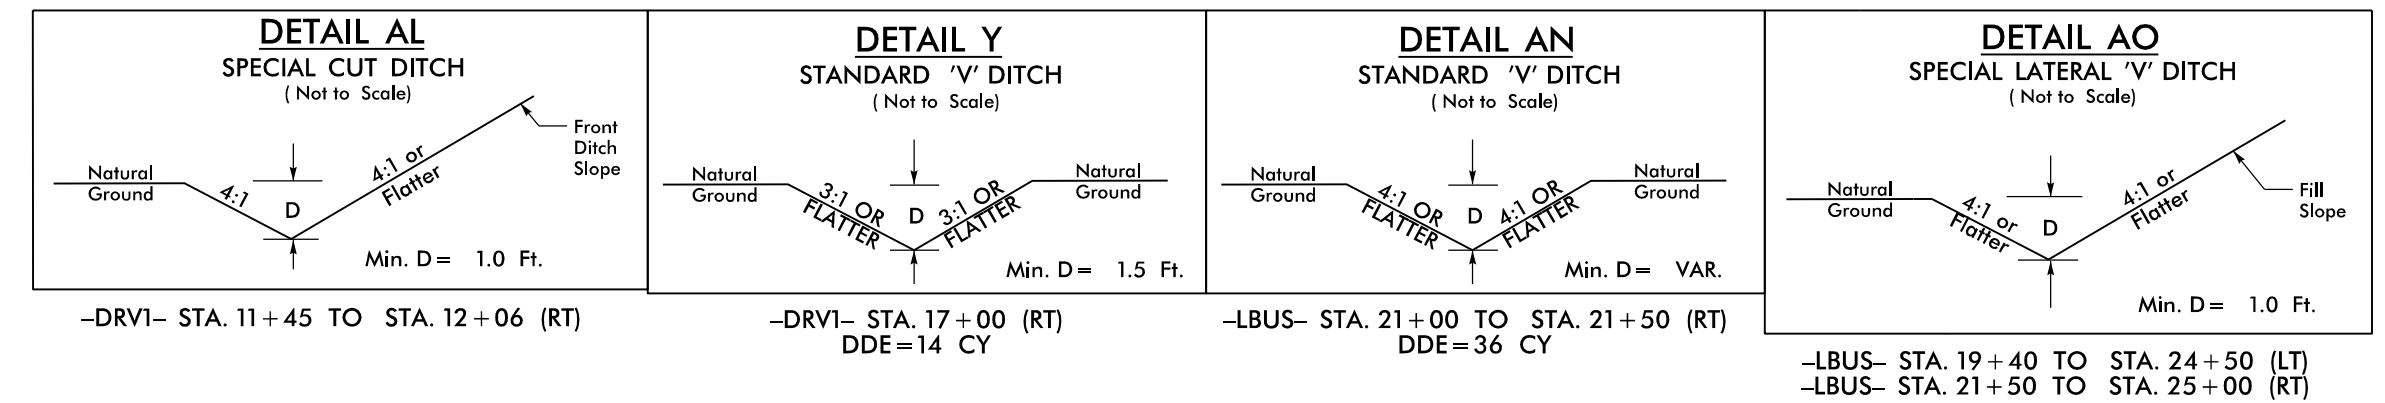 DETAIL AL
SPECIAL CUT DITCH
( Not to Scale)
Front
Ditch
Slope
Natural
Ground
4:1
D
4:1 or
Flatter
Min. D = 1.0 Ft.
–DRV1– STA. 11+45 TO STA. 12+06 (RT)
DETAIL Y
STANDARD 'V' DITCH
( Not to Scale)
Natural
Ground
3:1 OR
FLATTER
D
3:1 OR
FLATTER
Natural
Ground
Min. D = 1.5 Ft.
–DRV1– STA. 17+00 (RT)
DDE=14 CY
DETAIL AN
STANDARD 'V' DITCH
( Not to Scale)
Natural
Ground
4:1 OR
FLATTER
D
4:1 OR
FLATTER
Natural
Ground
Min. D = VAR.
–LBUS– STA. 21+00 TO STA. 21+50 (RT)
DDE=36 CY
DETAIL AO
SPECIAL LATERAL 'V' DITCH
( Not to Scale)
Natural
Ground
4:1 or
Flatter
D
4:1 or
Flatter
Fill
Slope
Min. D = 1.0 Ft.
–LBUS– STA. 19+40 TO STA. 24+50 (LT)
–LBUS– STA. 21+50 TO STA. 25+00 (RT)